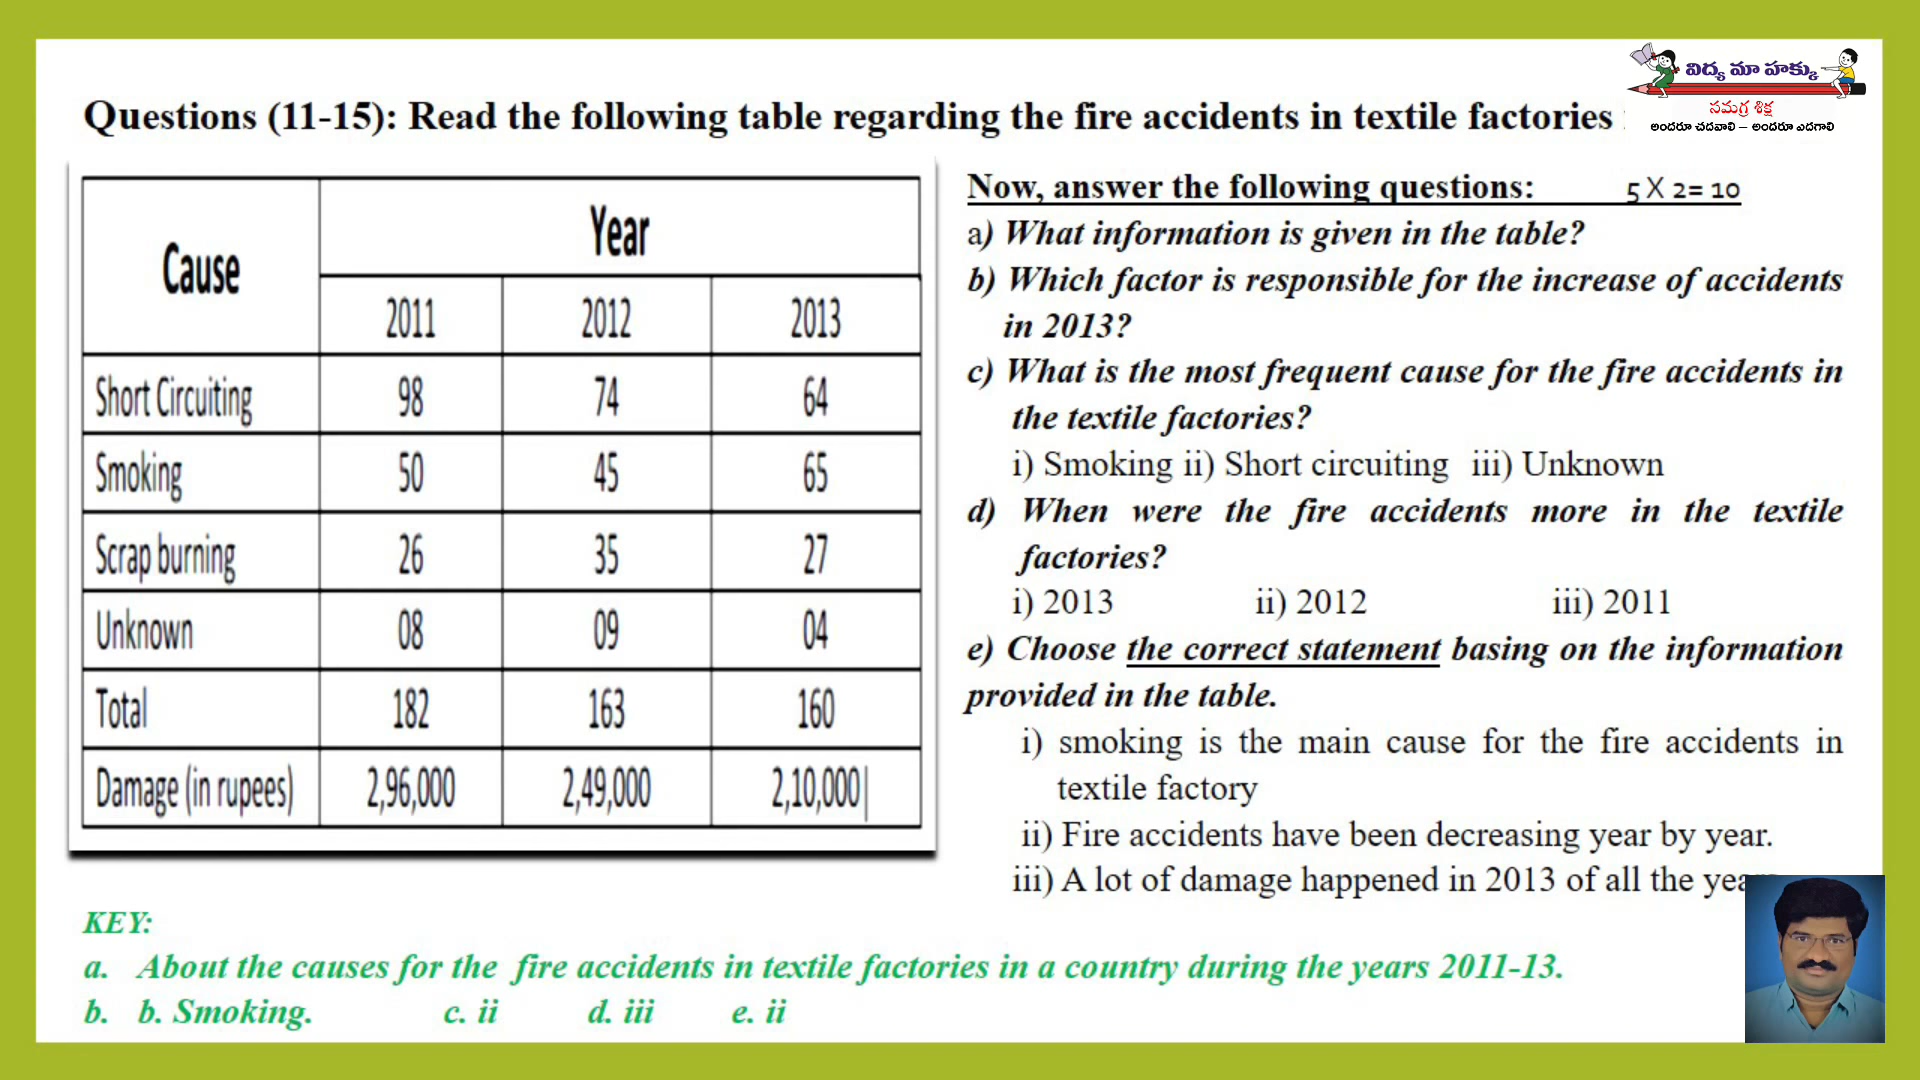 విద్య మా హక్కు
సమగ్ర శిక్ష
అందరూ చదవాలి – అందరూ ఎదగాలి
Questions (11-15): Read the following table regarding the fire accidents in textile factories
Cause Year
2011 2012 2013
Short Circuiting 98 74 64
Smoking 50 45 65
Scrap burning 26 35 27
Unknown 08 09 04
Total 182 163 160
Damage (in rupees) 2,96,000 2,49,000 2,10,000
Now, answer the following questions: 5 X 2= 10
a) What information is given in the table?
b) Which factor is responsible for the increase of accidents
in 2013?
c) What is the most frequent cause for the fire accidents in
the textile factories?
i) Smoking ii) Short circuiting iii) Unknown
d) When were the fire accidents more in the textile
factories?
i) 2013 ii) 2012 iii) 2011
e) Choose the correct statement basing on the information
provided in the table.
i) smoking is the main cause for the fire accidents in
textile factory
ii) Fire accidents have been decreasing year by year.
iii) A lot of damage happened in 2013 of all the
KEY:
a. About the causes for the fire accidents in textile factories in a country during the years 2011-13.
b. b. Smoking. c. ii d. iii e. ii